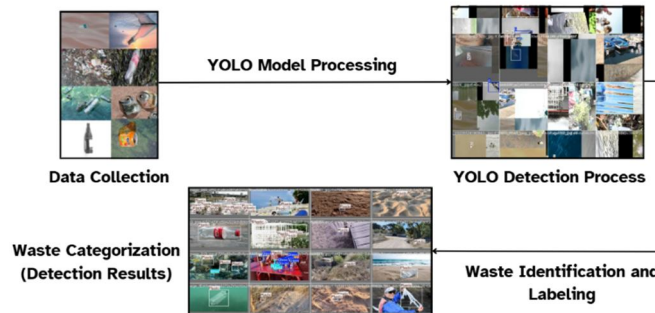 YOLO Model Processing
Data Collection
YOLO Detection Process
Waste Categorization
(Detection Results)
Waste Identification and
Labeling